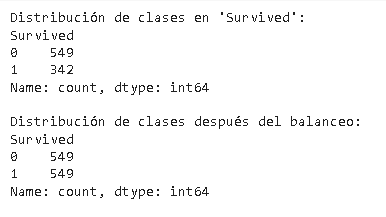 Distribución de clases en 'Survived':
Survived
0    549
1    342
Name: count, dtype: int64

Distribución de clases después del balanceo:
Survived
0    549
1    549
Name: count, dtype: int64